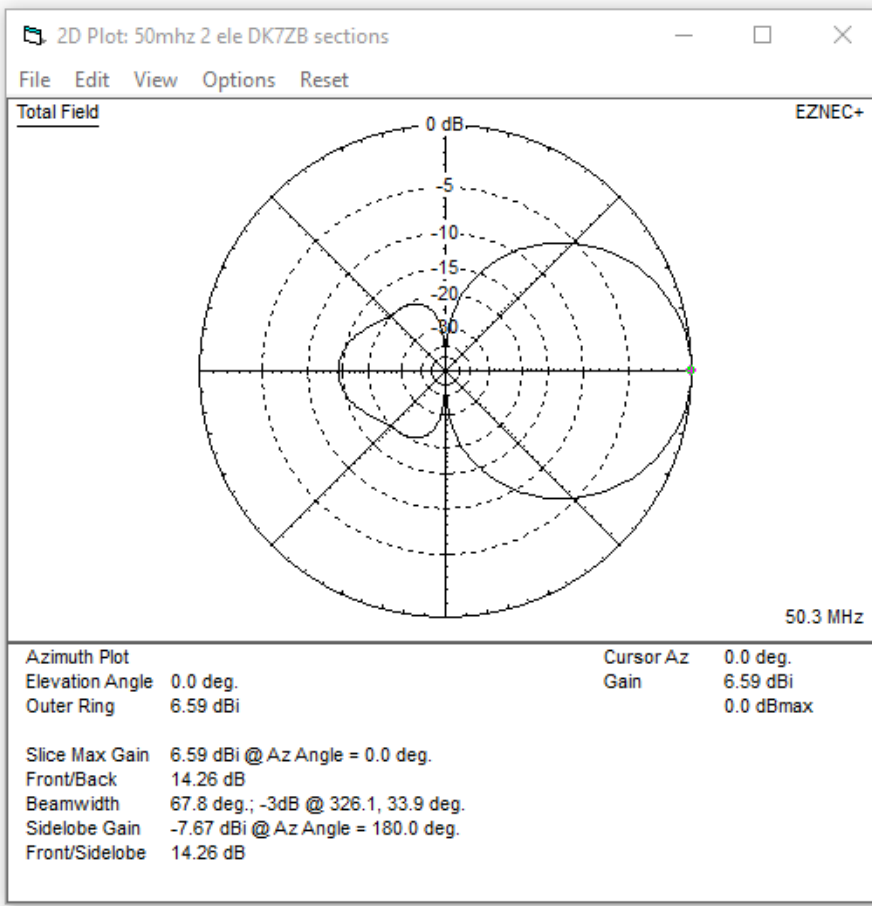 2D Plot: 50mhz 2 ele DK7ZB sections
File Edit View Options Reset
Total Field EZNEC+
0 dB
-5
-10
-15
-20
-30
50.3 MHz
Azimuth Plot Cursor Az 0.0 deg.
Elevation Angle 0.0 deg. Gain 6.59 dBi
Outer Ring 6.59 dBi 0.0 dBmax
Slice Max Gain 6.59 dBi @ Az Angle = 0.0 deg.
Front/Back 14.26 dB
Beamwidth 67.8 deg.; -3dB @ 326.1, 33.9 deg.
Sidelobe Gain -7.67 dBi @ Az Angle = 180.0 deg.
Front/Sidelobe 14.26 dB